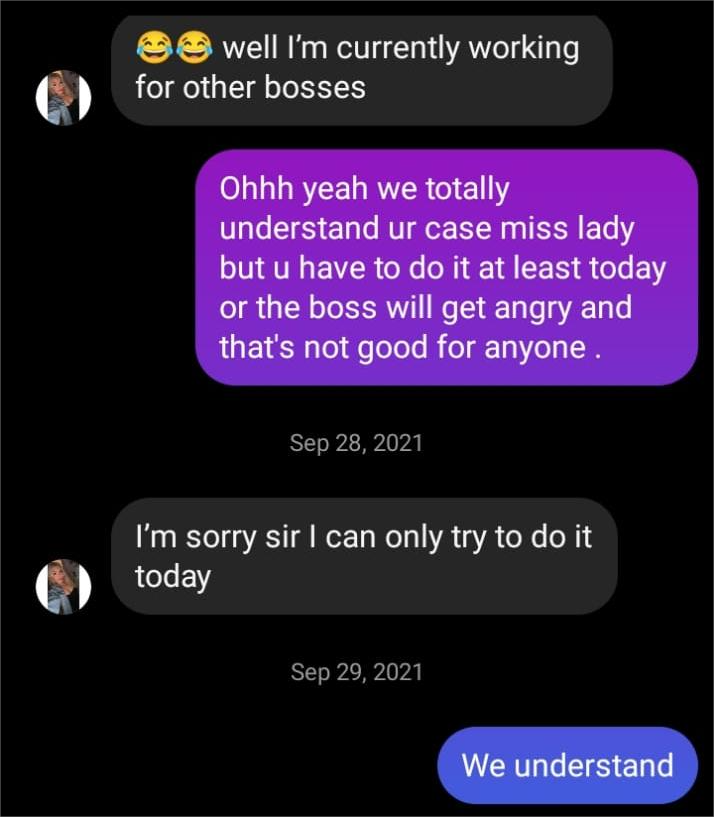 😂😂 well I’m currently working
for other bosses
Ohhh yeah we totally
understand ur case miss lady
but u have to do it at least today
or the boss will get angry and
that's not good for anyone .
Sep 28, 2021
I’m sorry sir I can only try to do it
today
Sep 29, 2021
We understand